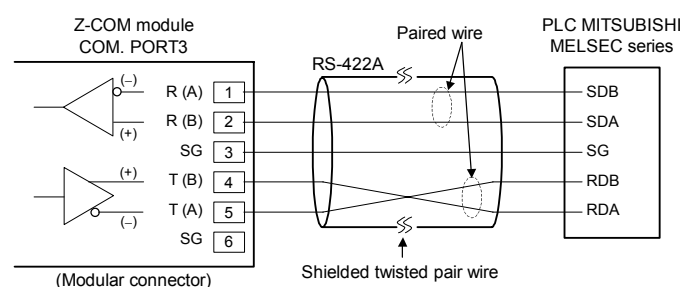 Z-COM module
COM. PORT3
Paired wire
PLC MITSUBISHI
MELSEC series
RS-422A
(−)
R (A) 1
SDB
R (B) 2
SDA
(+)
SG 3
SG
(+)
T (B) 4
RDB
T (A) 5
RDA
(−)
SG 6
(Modular connector)
Shielded twisted pair wire